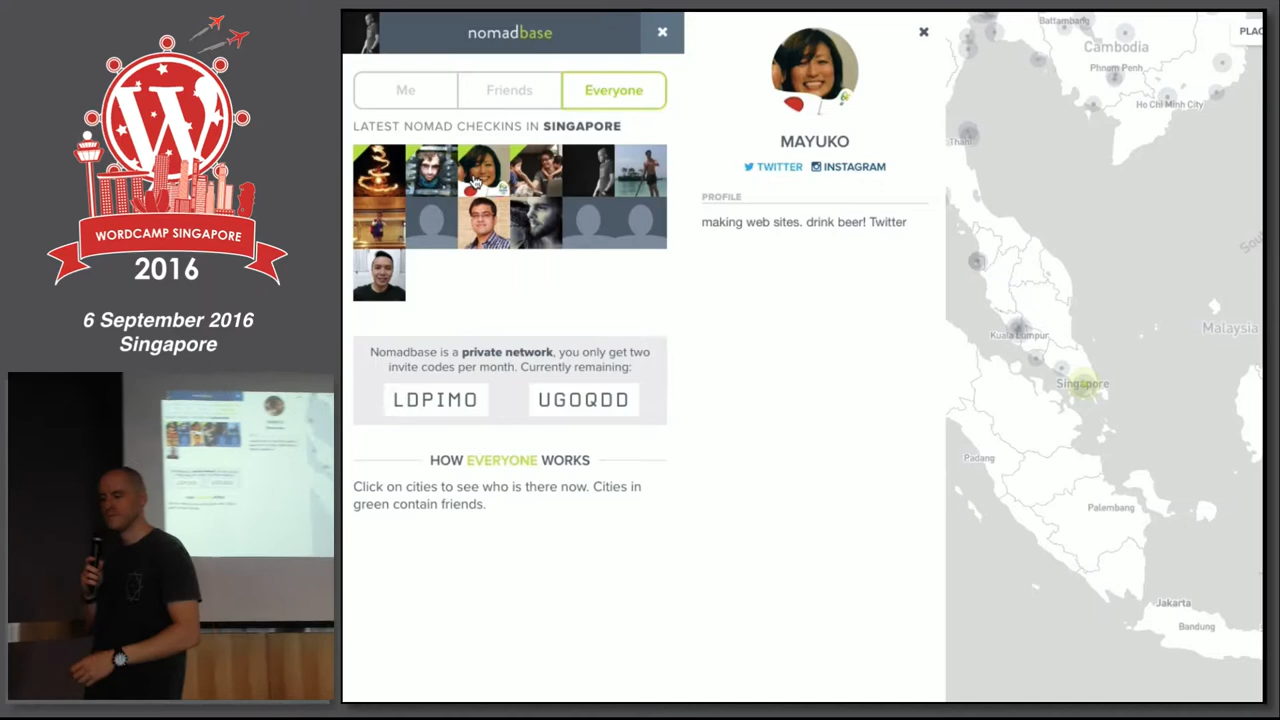 W
WORDCAMP SINGAPORE
2016
6 September 2016
Singapore
nomadbase
Me
Friends
Everyone
LATEST NOMAD CHECKINS IN SINGAPORE
Nomadbase is a private network, you only get two
invite codes per month. Currently remaining:
LDPIMO
UGOQDD
HOW EVERYONE WORKS
Click on cities to see who is there now. Cities in
green contain friends.
MAYUKO
TWITTER
INSTAGRAM
PROFILE
making web sites. drink beer! Twitter
Battambang
Cambodia
Phnom Penh
Ho Chi Minh City
Kuala Lumpur
Malaysia
Singapore
Padang
Palembang
Jakarta
Bandung